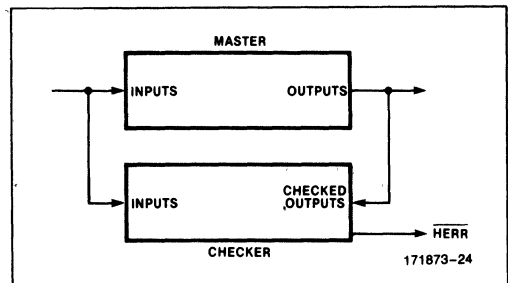 MASTER
INPUTS OUTPUTS
INPUTS CHECKED
OUTPUTS
HERR
CHECKER
171873-24